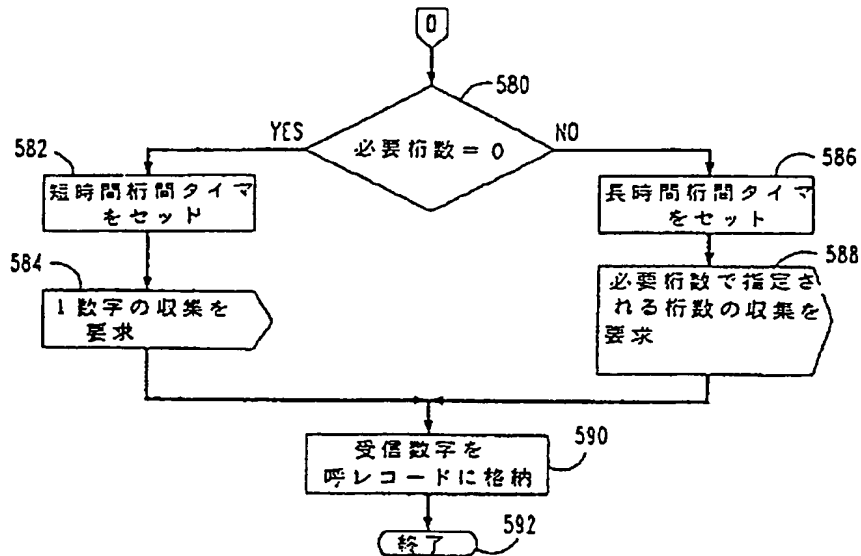 0
580
必要桁数=0
YES
NO
582
短時間桁間タイマ
をセット
586
長時間桁間タイマ
をセット
584
1数字の収集を
要求
588
必要桁数で指定さ
れる桁数の収集を
要求
590
受信数字を
呼レコードに格納
592
終了